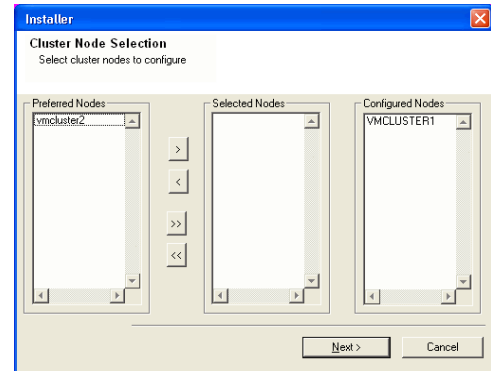 Installer
Cluster Node Selection
Select cluster nodes to configure
Preferred Nodes
vmcluster2
>
<
>>
<<
Selected Nodes
Configured Nodes
VMCLUSTER1
Next >
Cancel